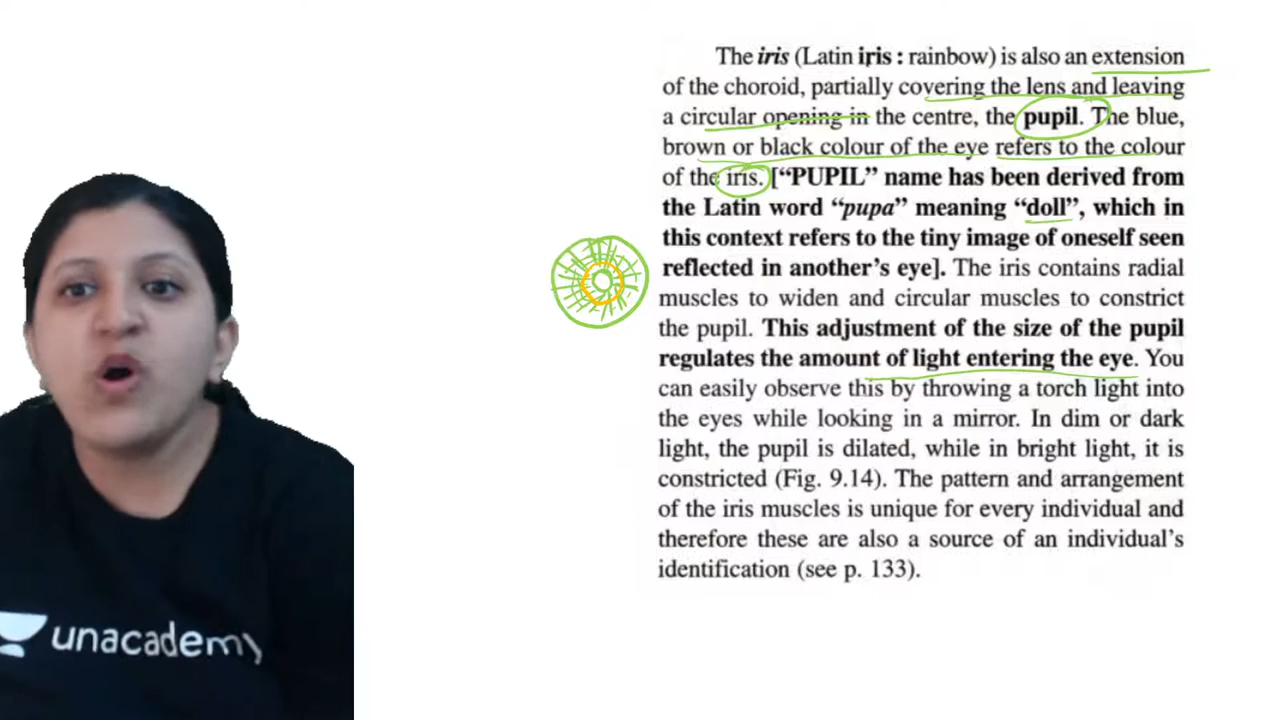 The iris (Latin iris : rainbow) is also an extension
of the choroid, partially covering the lens and leaving
a circular opening in the centre, the pupil. The blue,
brown or black colour of the eye refers to the colour
of the iris. ["PUPIL" name has been derived from
the Latin word "pupa" meaning "doll", which in
this context refers to the tiny image of oneself seen
reflected in another's eye]. The iris contains radial
muscles to widen and circular muscles to constrict
the pupil. This adjustment of the size of the pupil
regulates the amount of light entering the eye. You
can easily observe this by throwing a torch light into
the eyes while looking in a mirror. In dim or dark
light, the pupil is dilated, while in bright light, it is
constricted (Fig. 9.14). The pattern and arrangement
of the iris muscles is unique for every individual and
therefore these are also a source of an individual's
identification (see p. 133).
unacademy